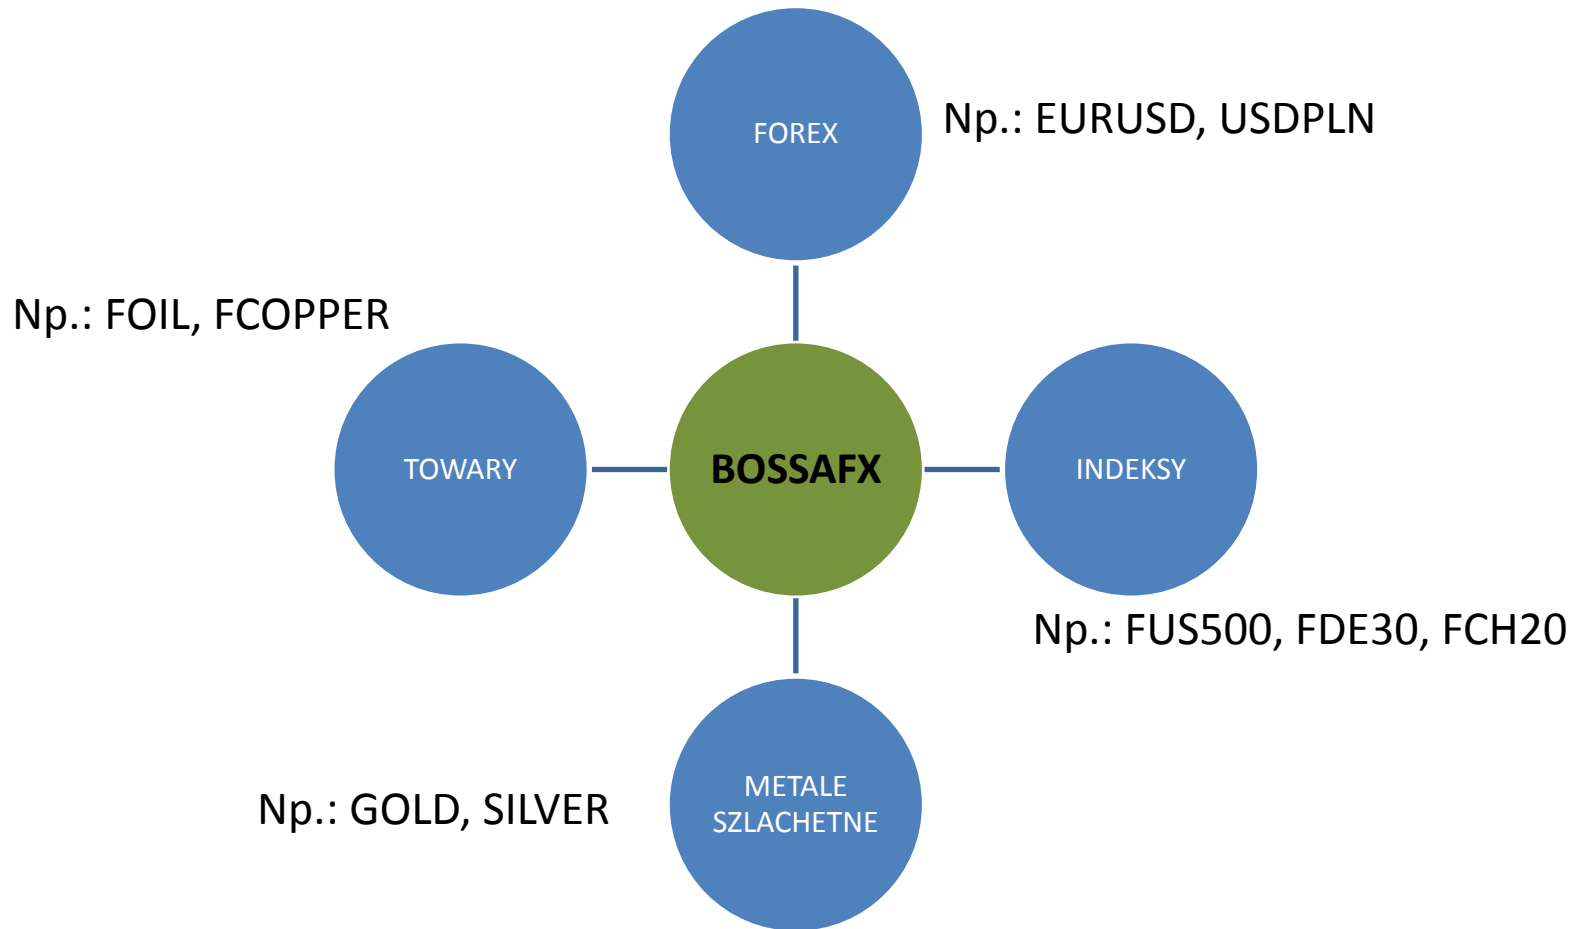 FOREX
Np.: EURUSD, USDPLN
Np.: FOIL, FCOPPER
TOWARY
BOSSAFX
INDEKSY
Np.: FUS500, FDE30, FCH20
METALE
SZLACHETNE
Np.: GOLD, SILVER